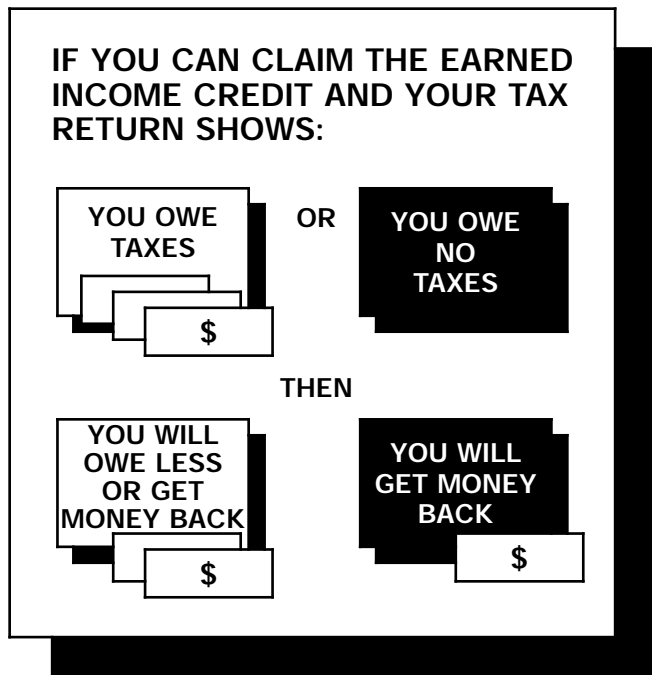 IF YOU CAN CLAIM THE EARNED
INCOME CREDIT AND YOUR TAX
RETURN SHOWS:
YOU OWE
TAXES
$
OR
YOU OWE
NO
TAXES
THEN
YOU WILL
OWE LESS
OR GET
MONEY BACK
$
YOU WILL
GET MONEY
BACK
$